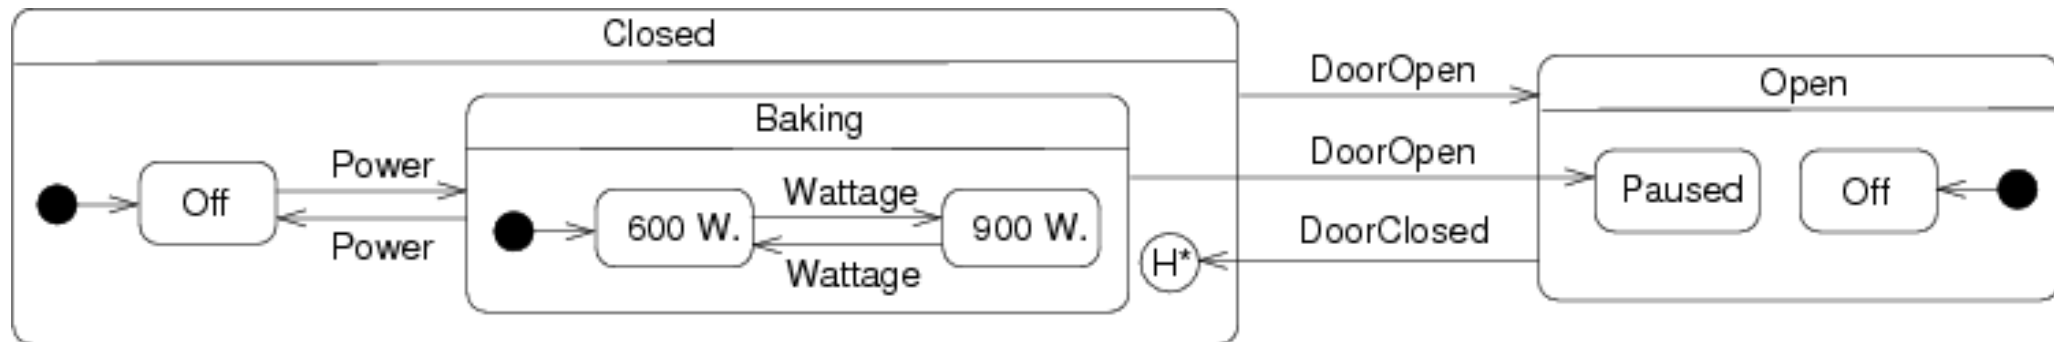 Closed
DoorOpen
Open
Baking
DoorOpen
Power
Wattage
Off
600 W.
900 W.
Paused
Off
Power
Wattage
DoorClosed
H*